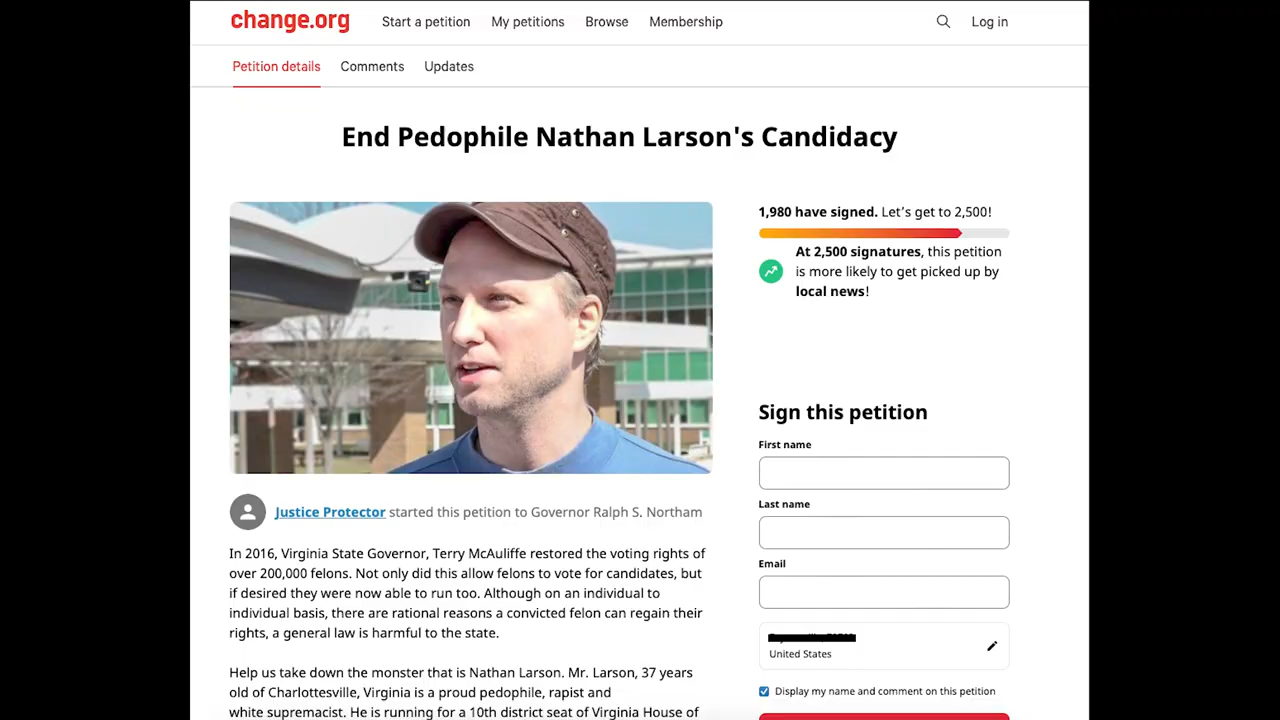 change.org
Start a petition
My petitions
Browse
Membership
Log in
Petition details
Comments
Updates
End Pedophile Nathan Larson's Candidacy
1,980 have signed. Let's get to 2,500!
At 2,500 signatures, this petition
is more likely to get picked up by
local news!
Justice Protector started this petition to Governor Ralph S. Northam
In 2016, Virginia State Governor, Terry McAuliffe restored the voting rights of
over 200,000 felons. Not only did this allow felons to vote for candidates, but
if desired they were now able to run too. Although on an individual to
individual basis, there are rational reasons a convicted felon can regain their
rights, a general law is harmful to the state.
Help us take down the monster that is Nathan Larson. Mr. Larson, 37 years
old of Charlottesville, Virginia is a proud pedophile, rapist and
white supremacist. He is running for a 10th district seat of Virginia House of
Sign this petition
First name
Last name
Email
United States
Display my name and comment on this petition